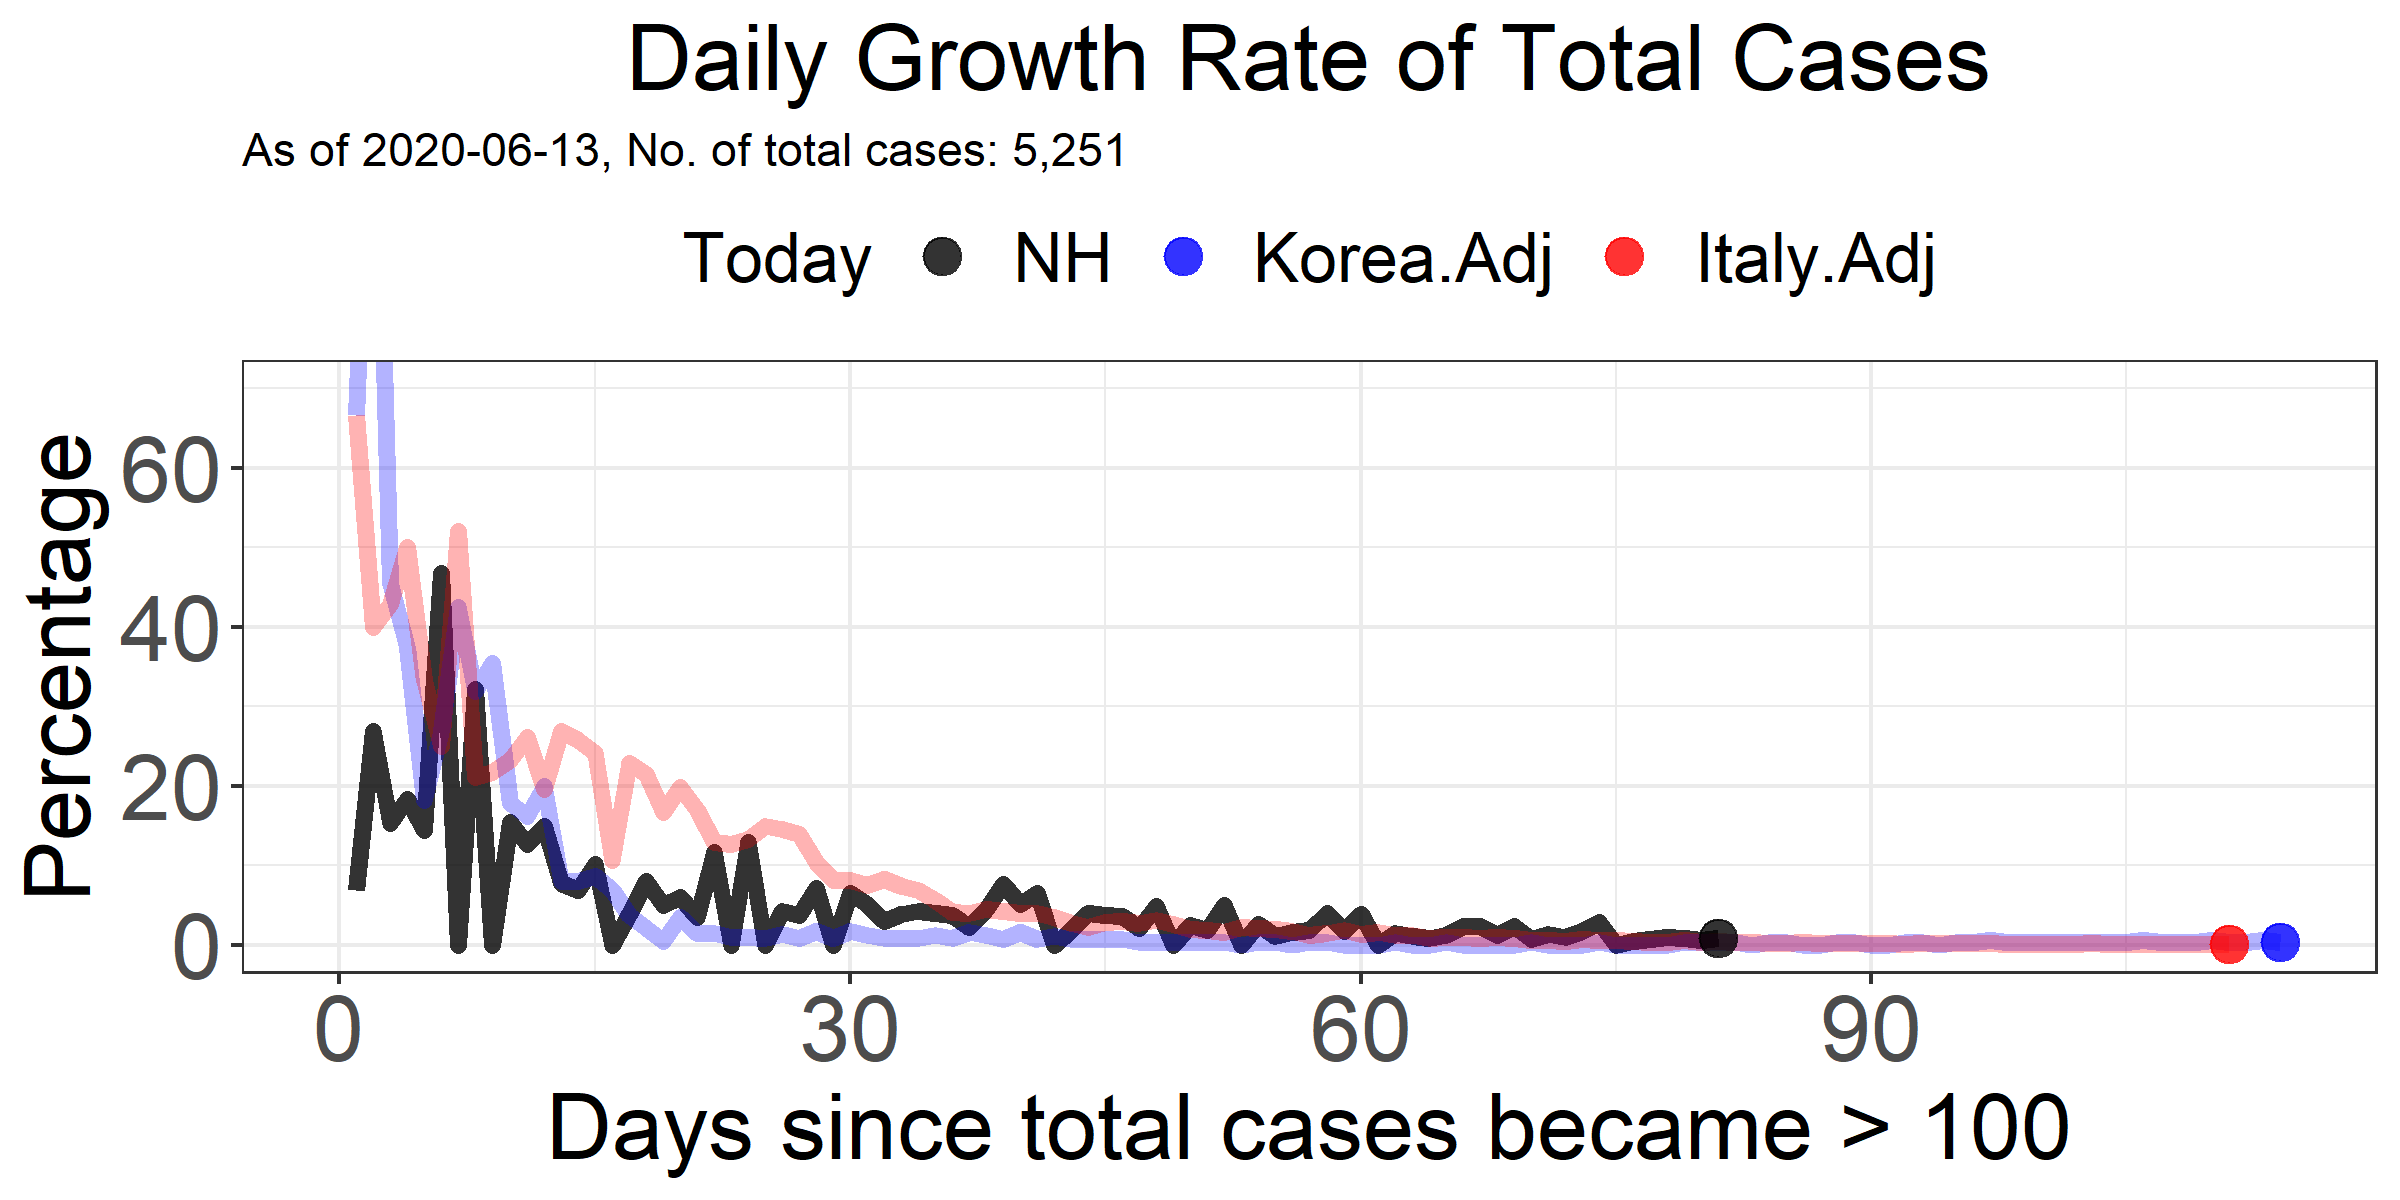 Daily Growth Rate of Total Cases
As of 2020-06-13, No. of total cases: 5,251
Today NH Korea.Adj Italy.Adj
Percentage
60
40
20
0
0 30 60 90
Days since total cases became > 100